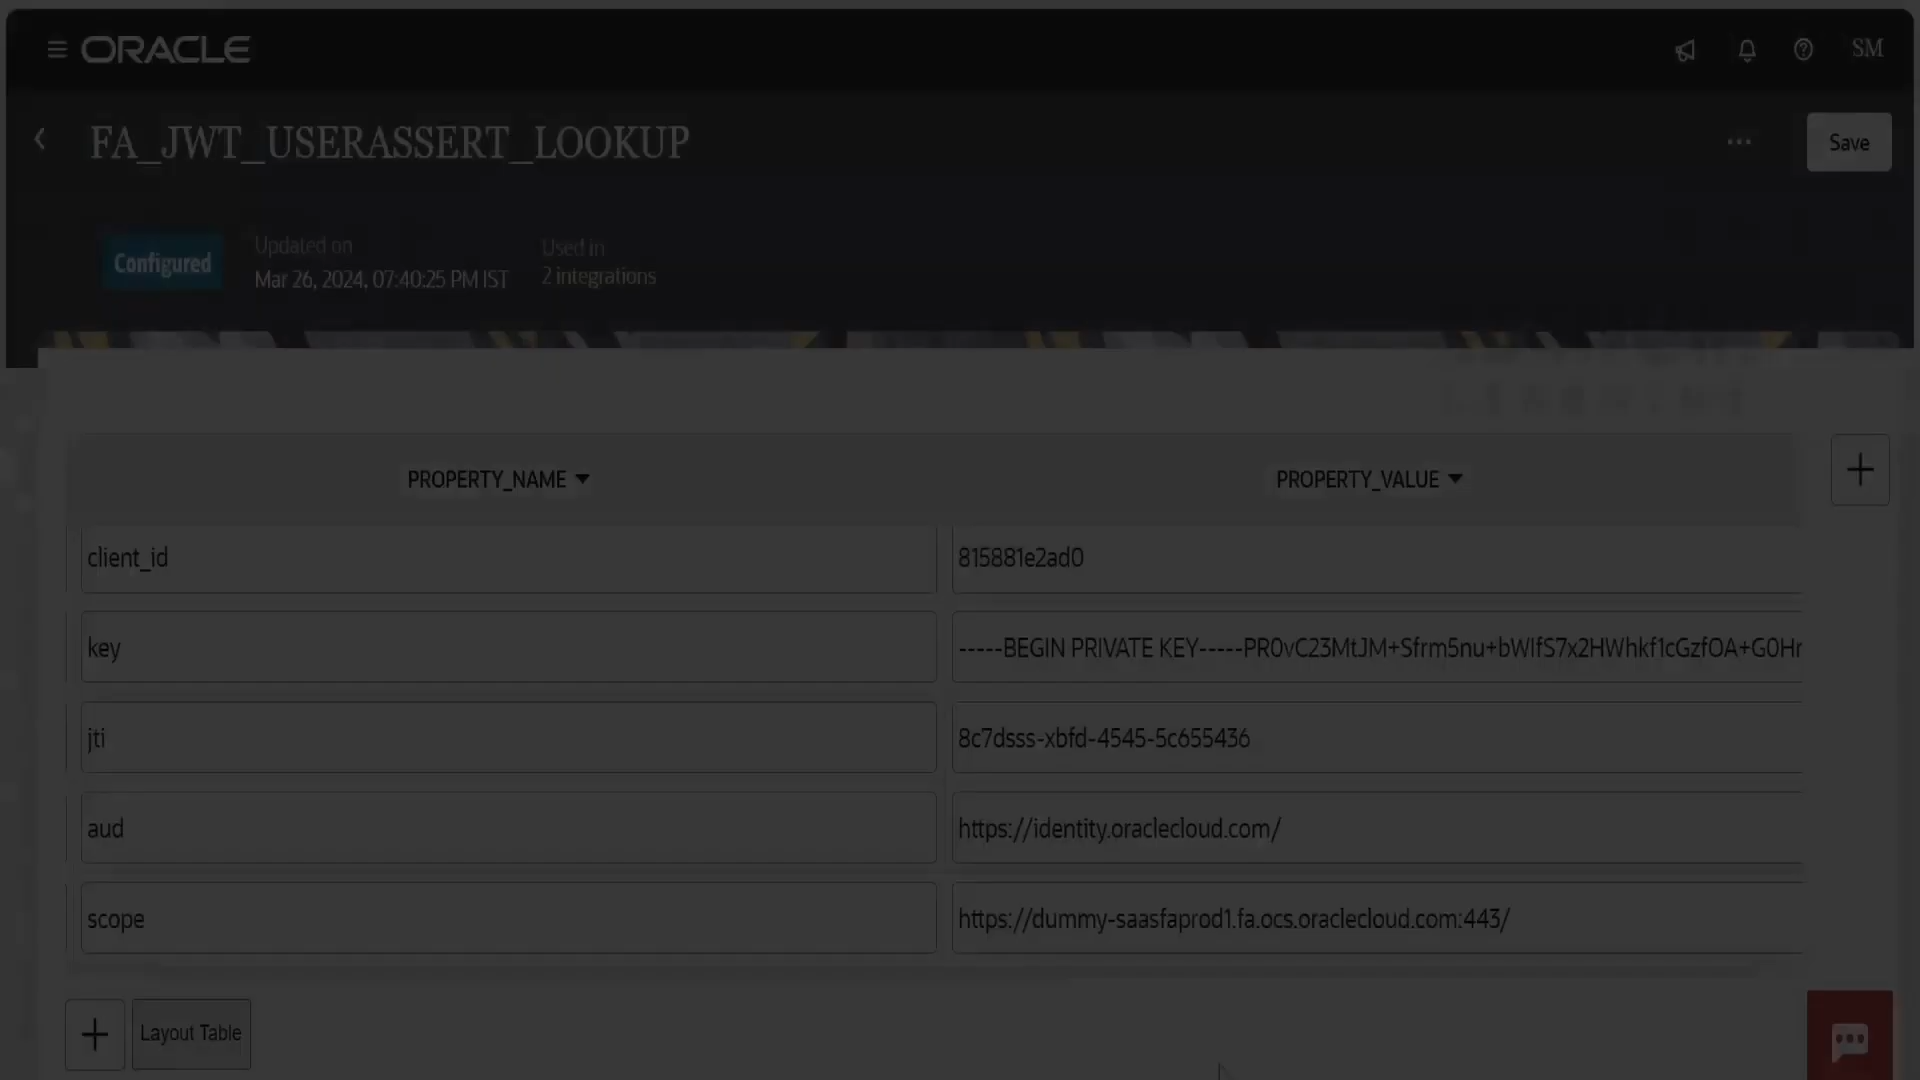 ORACLE
SM
FA_JWT_USERASSERT_LOOKUP
Save
Configured
Updated on
Mar 26, 2024, 07:40:25 PM IST
Used in
2 integrations
PROPERTY_NAME
PROPERTY_VALUE
client_id
815881e2ad0
key
-----BEGIN PRIVATE KEY-----PR0vC23MtJM+Sfrm5nu+bWIfS7x2HWhkf1cGzfOA+G0Hr
jti
8c7dsss-xbfd-4545-5c655436
aud
https://identity.oraclecloud.com/
scope
https://dummy-saasfaprod1.fa.ocs.oraclecloud.com:443/
Layout Table